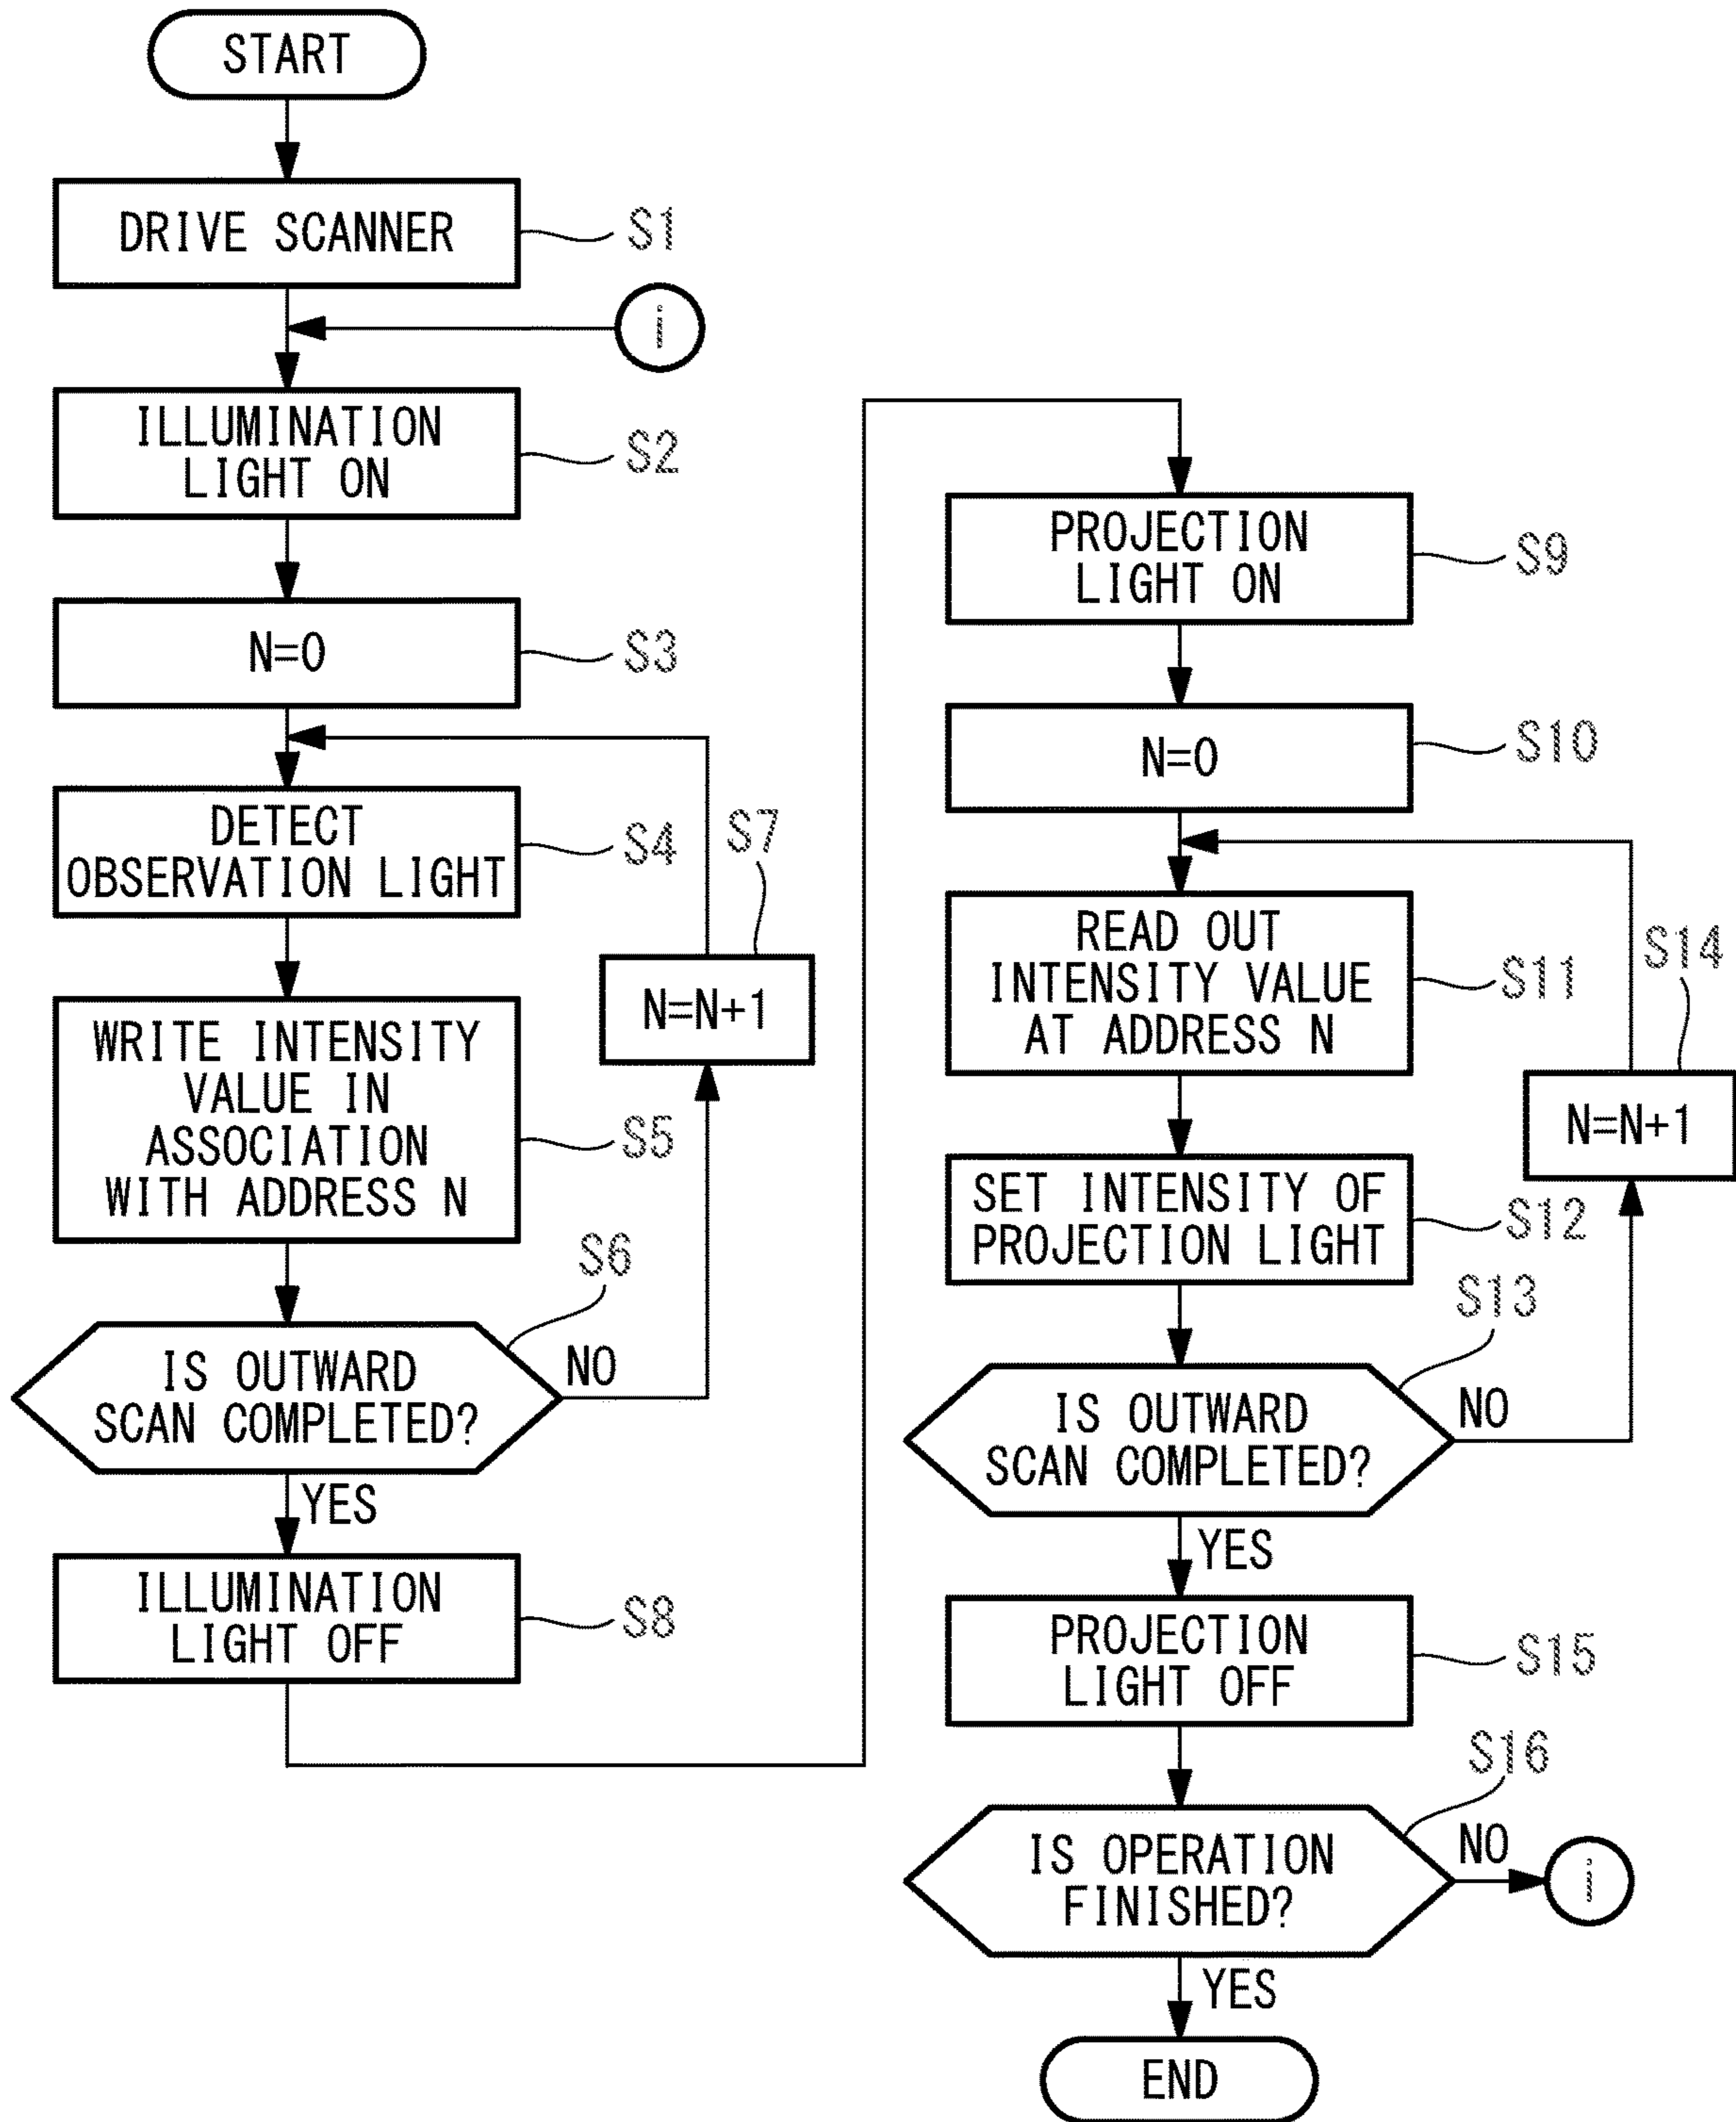 START
DRIVE SCANNER
S1
i
ILLUMINATION
LIGHT ON
S2
N=0
S3
DETECT
OBSERVATION LIGHT
S4
WRITE INTENSITY
VALUE IN
ASSOCIATION
WITH ADDRESS N
S5
IS OUTWARD
SCAN COMPLETED?
S6
NO
N=N+1
S7
YES
ILLUMINATION
LIGHT OFF
S8
PROJECTION
LIGHT ON
S9
N=0
S10
READ OUT
INTENSITY VALUE
AT ADDRESS N
S11
SET INTENSITY OF
PROJECTION LIGHT
S12
IS OUTWARD
SCAN COMPLETED?
S13
NO
N=N+1
S14
YES
PROJECTION
LIGHT OFF
S15
IS OPERATION
FINISHED?
S16
NO
i
YES
END